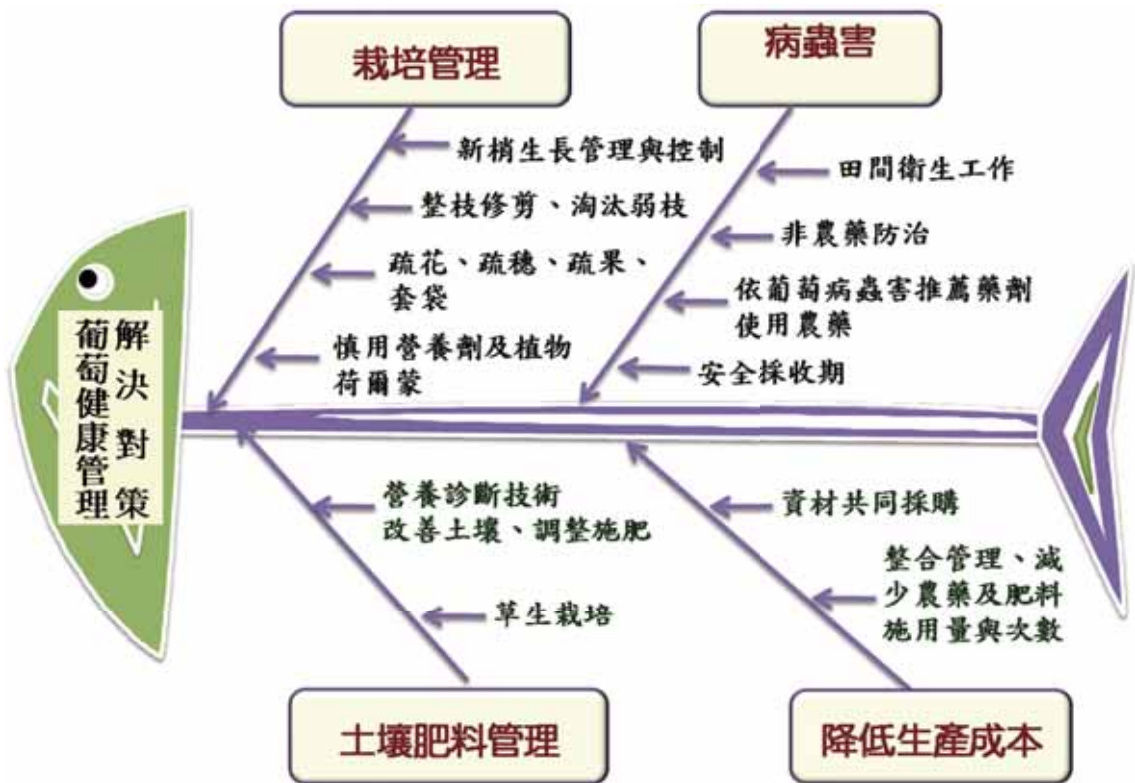 栽培管理
病蟲害
新梢生長管理與控制
整枝修剪、淘汰弱枝
疏花、疏穗、疏果、
套袋
慎用營養劑及植物
荷爾蒙
田間衛生工作
非農藥防治
依葡萄病蟲害推薦藥劑
使用農藥
安全採收期
葡萄健康管理
解決對策
營養診斷技術
改善土壤、調整施肥
草生栽培
資材共同採購
整合管理、減
少農藥及肥料
施用量與次數
土壤肥料管理
降低生產成本